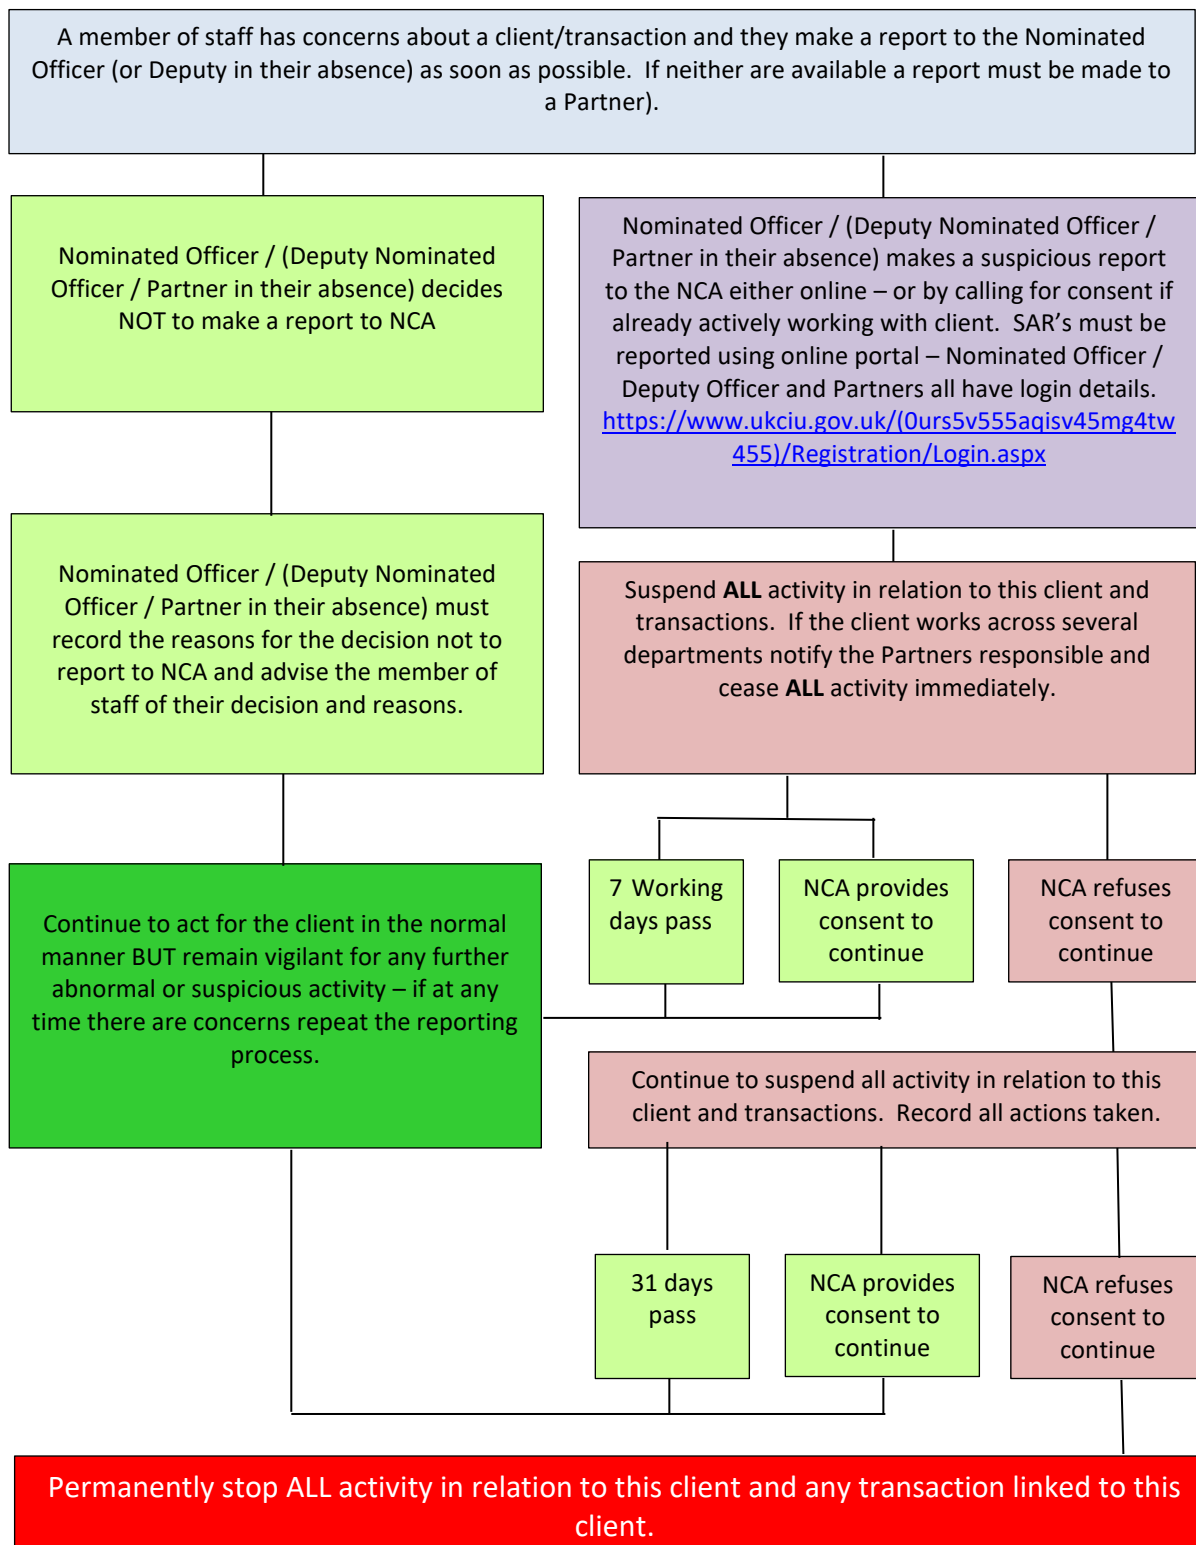 A member of staff has concerns about a client/transaction and they make a report to the Nominated
Officer (or Deputy in their absence) as soon as possible.  If neither are available a report must be made to
a Partner).
Nominated Officer / (Deputy Nominated
Officer / Partner in their absence) decides
NOT to make a report to NCA
Nominated Officer / (Deputy Nominated
Officer / Partner in their absence) must
record the reasons for the decision not to
report to NCA and advise the member of
staff of their decision and reasons.
Continue to act for the client in the normal
manner BUT remain vigilant for any further
abnormal or suspicious activity – if at any
time there are concerns repeat the reporting
process.
Nominated Officer / (Deputy Nominated Officer /
Partner in their absence) makes a suspicious report
to the NCA either online – or by calling for consent if
already actively working with client.  SAR’s must be
reported using online portal – Nominated Officer /
Deputy Officer and Partners all have login details.
https://www.ukciu.gov.uk/(0urs5v555aqisv45mg4tw
455)/Registration/Login.aspx
Suspend ALL activity in relation to this client and
transactions.  If the client works across several
departments notify the Partners responsible and
cease ALL activity immediately.
7 Working
days pass
NCA provides
consent to
continue
NCA refuses
consent to
continue
Continue to suspend all activity in relation to this
client and transactions.  Record all actions taken.
31 days
pass
NCA provides
consent to
continue
NCA refuses
consent to
continue
Permanently stop ALL activity in relation to this client and any transaction linked to this
client.